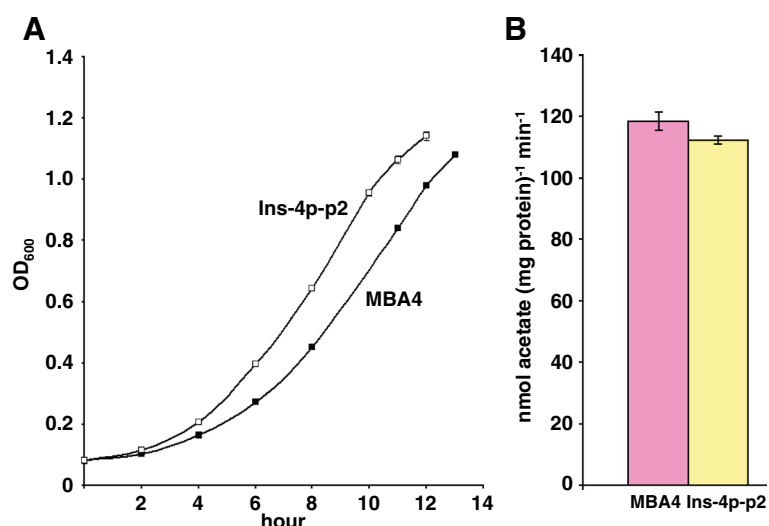 A
OD600
1.4
1.2
1.0
0.8
0.6
0.4
0.2
0
Ins-4p-p2
MBA4
2 4 6 8 10 12 14
hour
B
nmol acetate (mg protein)-1 min-1
140
120
100
80
60
40
20
0
MBA4 Ins-4p-p2